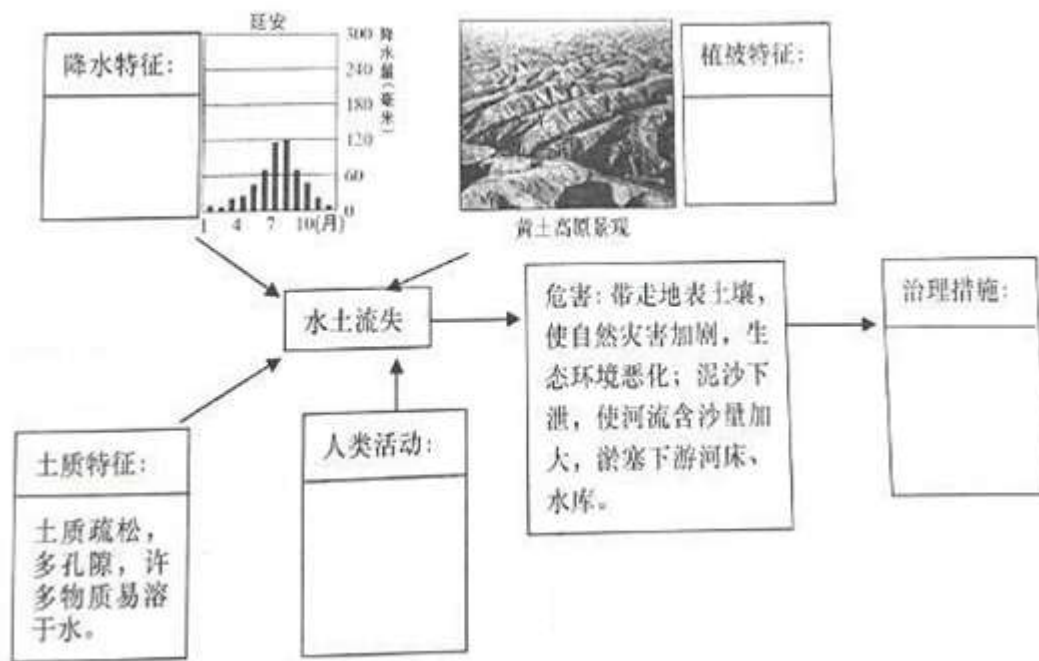 降水特征：
延安
300
240
180
120
60
0
降水量（毫米）
1 4 7 10(月)
植被特征：
黄土高原景观
水土流失
危害：带走地表土壤，
使自然灾害加剧，生
态环境恶化；泥沙下
泄，使河流含沙量加
大，淤塞下游河床、
水库。
治理措施：
土质特征：
土质疏松，
多孔隙，许
多物质易溶
于水。
人类活动：